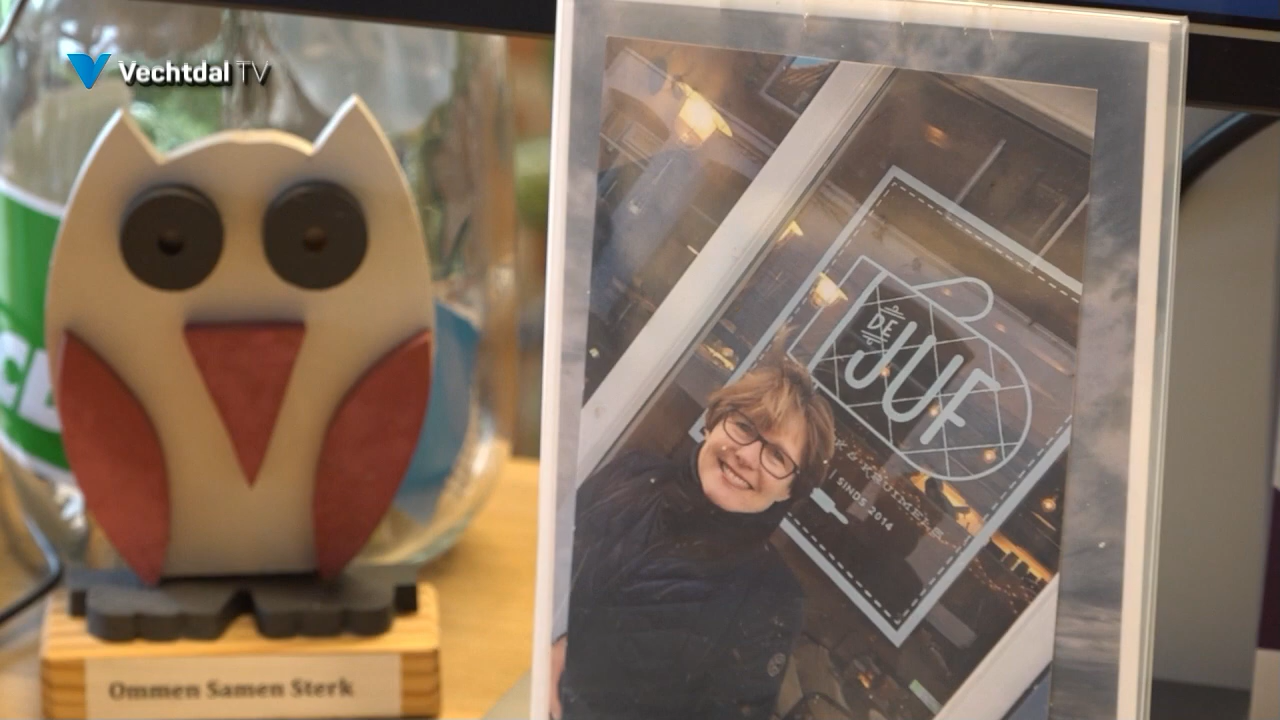 Vechtdal TV
DE
JUF
SINDS 2014
Ommen Samen Sterk